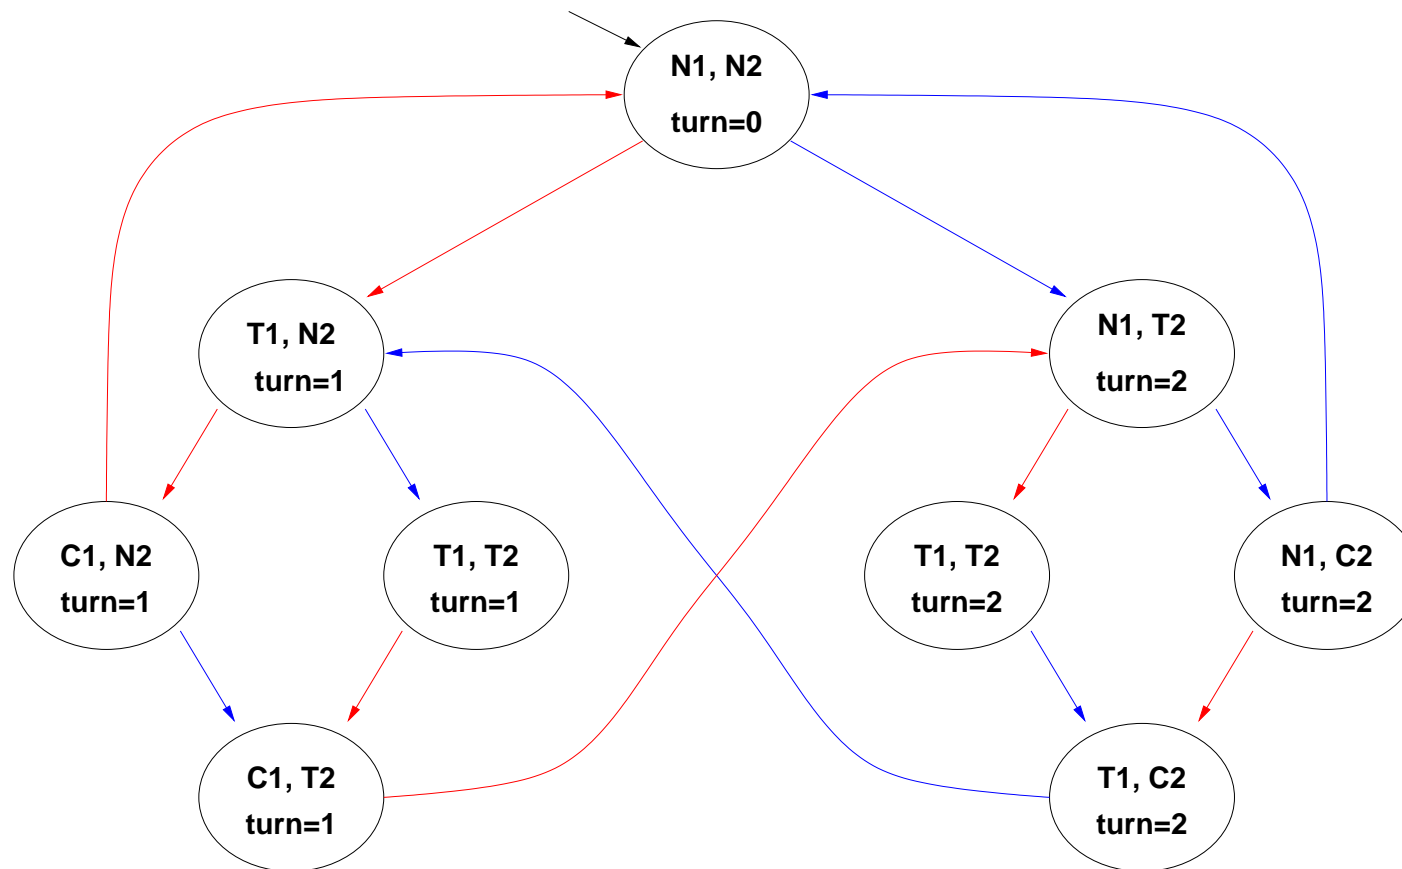 N1, N2
turn=0
T1, N2
turn=1
N1, T2
turn=2
C1, N2
turn=1
T1, T2
turn=1
T1, T2
turn=2
N1, C2
turn=2
C1, T2
turn=1
T1, C2
turn=2